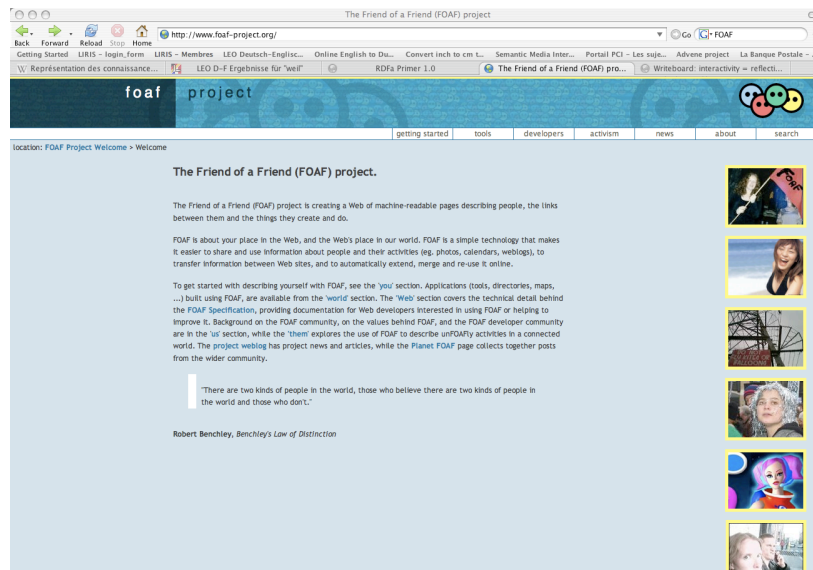 The Friend of a Friend (FOAF) project
Back Forward Reload Stop Home http://www.foaf-project.org/ Go G FOAF
Getting Started LIRIS - login_form LIRIS - Membres LEO Deutsch-Englisc... Online English to Du... Convert inch to cm t... Semantic Media Inter... Portail PCI - Les suje... Advene project La Banque Postale -
Représentation des connaissance... LEO D-F Ergebnisse für "weil" RDFa Primer 1.0 The Friend of a Friend (FOAF) pro... Writeboard: interactivity = reflecti...
foaf project
getting started tools developers activism news about search
location: FOAF Project Welcome > Welcome
The Friend of a Friend (FOAF) project.
The Friend of a Friend (FOAF) project is creating a Web of machine-readable pages describing people, the links
between them and the things they create and do.
FOAF is about your place in the Web, and the Web's place in our world. FOAF is a simple technology that makes
it easier to share and use information about people and their activities (eg. photos, calendars, weblogs), to
transfer information between Web sites, and to automatically extend, merge and re-use it online.
To get started with describing yourself with FOAF, see the 'you' section. Applications (tools, directories, maps,
...) built using FOAF, are available from the 'world' section. The 'Web' section covers the technical detail behind
the FOAF Specification, providing documentation for Web developers interested in using FOAF or helping to
improve it. Background on the FOAF community, on the values behind FOAF, and the FOAF developer community
are in the 'us' section, while the 'them' explores the use of FOAF to describe unFOAFly activities in a connected
world. The project weblog has project news and articles, while the Planet FOAF page collects together posts
from the wider community.
"There are two kinds of people in the world, those who believe there are two kinds of people in
the world and those who don't."
Robert Benchley, Benchley's Law of Distinction
FOAF